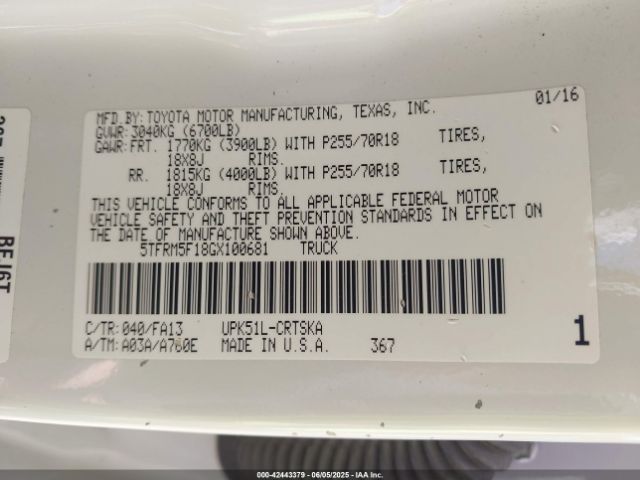 MFD.BY:TOYOTA MOTOR MANUFACTURING, TEXAS, INC. 01/16
GVWR:3040KG (6700LB)
GAWR:FRT. 1770KG (3900LB) WITH P255/70R18 TIRES,
18X8J RIMS.
RR. 1815KG (4000LB) WITH P255/70R18 TIRES,
18X8J RIMS.
THIS VEHICLE CONFORMS TO ALL APPLICABLE FEDERAL MOTOR
VEHICLE SAFETY AND THEFT PREVENTION STANDARDS IN EFFECT ON
THE DATE OF MANUFACTURE SHOWN ABOVE.
5TFRM5F18GX100681 TRUCK
C/TR:040/FA13 UPK51L-CRTSKA
A/TM:A03A/A760E MADE IN U.S.A. 367 1
000-42443379 - 06/05/2025 - IAA Inc.